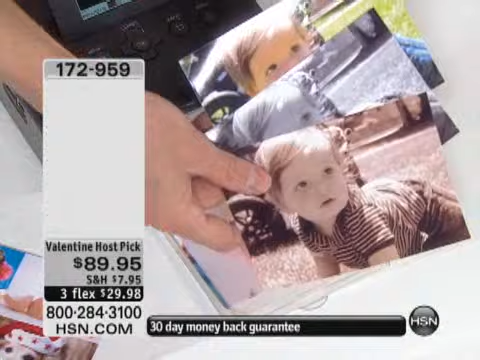 172-959
Valentine Host Pick
$89.95
S&H $7.95
3 flex $29.98
800·284·3100
HSN.COM
30 day money back guarantee
HSN